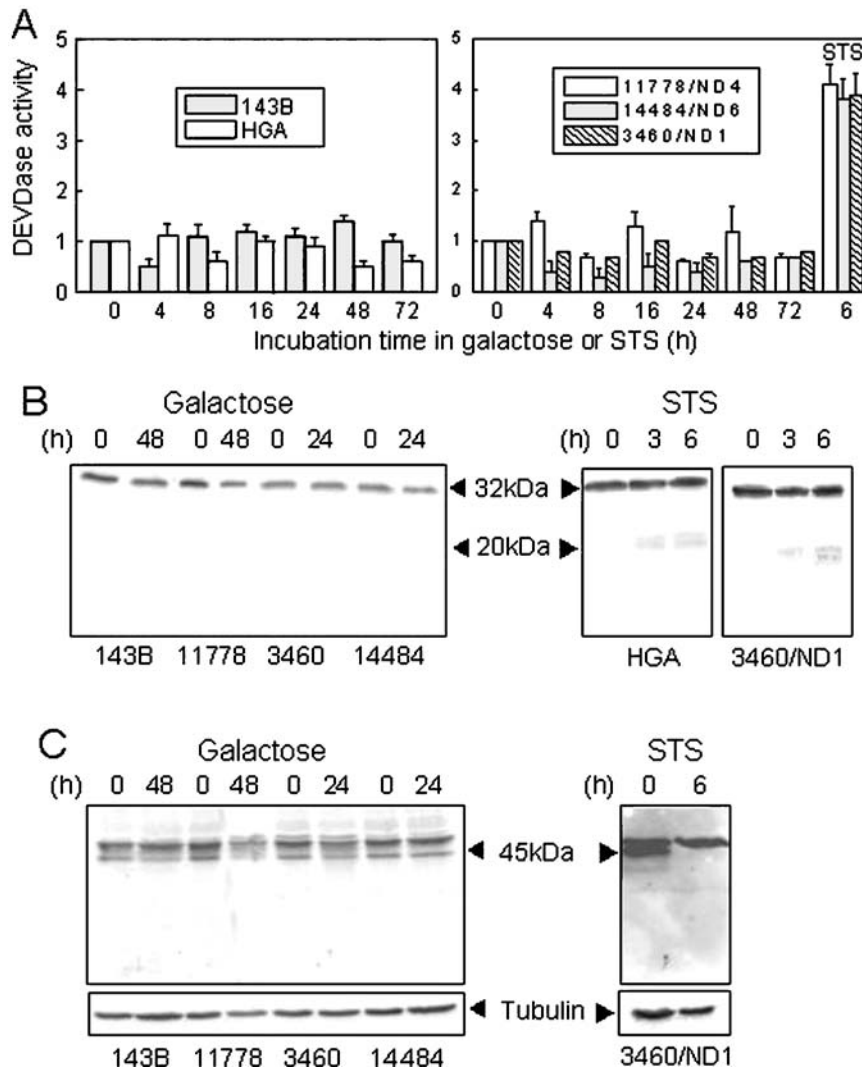 A
DEVDase activity
5
4
3
2
1
0
143B
HGA
0 4 8 16 24 48 72
5
4
3
2
1
0
11778/ND4
14484/ND6
3460/ND1
STS
0 4 8 16 24 48 72 6
Incubation time in galactose or STS (h)
B
Galactose
(h) 0 48 0 48 0 24 0 24
143B 11778 3460 14484
32kDa
20kDa
STS
(h) 0 3 6 0 3 6
HGA 3460/ND1
C
Galactose
(h) 0 48 0 48 0 24 0 24
45kDa
Tubulin
143B 11778 3460 14484
STS
(h) 0 6
3460/ND1